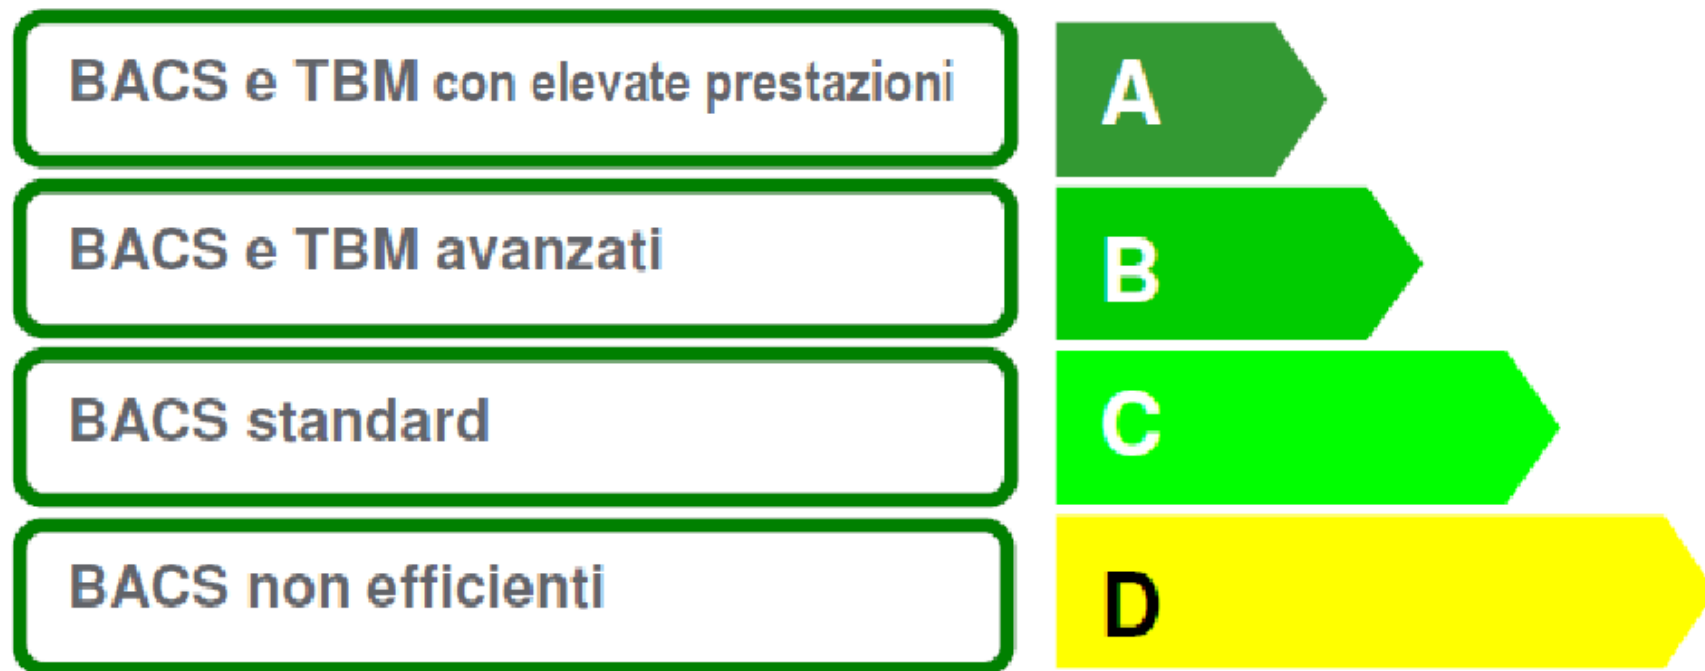 BACS e TBM con elevate prestazioni A
BACS e TBM avanzati B
BACS standard C
BACS non efficienti D